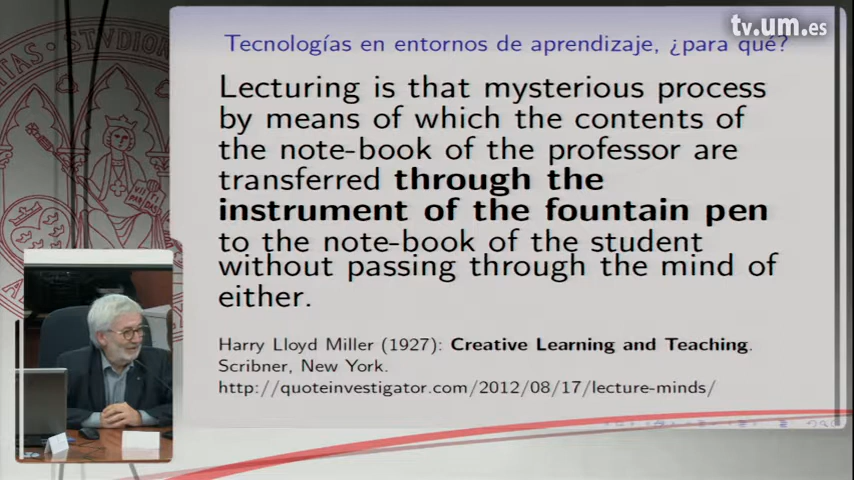 tv.um.es
Tecnologías en entornos de aprendizaje, ¿para qué?
Lecturing is that mysterious process
by means of which the contents of
the note-book of the professor are
transferred through the
instrument of the fountain pen
to the note-book of the student
without passing through the mind of
either.
Harry Lloyd Miller (1927): Creative Learning and Teaching.
Scribner, New York.
http://quoteinvestigator.com/2012/08/17/lecture-minds/